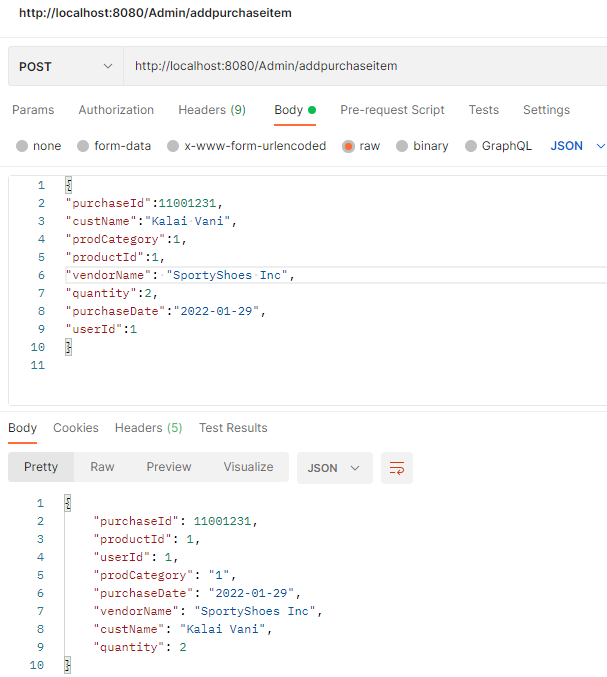 http://localhost:8080/Admin/addpurchaseitem
POST http://localhost:8080/Admin/addpurchaseitem
Params Authorization Headers (9) Body Pre-request Script Tests Settings
none form-data x-www-form-urlencoded raw binary GraphQL JSON
1 {
2 "purchaseId":11001231,
3 "custName":"Kalai Vani",
4 "prodCategory":1,
5 "productId":1,
6 "vendorName": "SportyShoes Inc",
7 "quantity":2,
8 "purchaseDate":"2022-01-29",
9 "userId":1
10 }
11
Body Cookies Headers (5) Test Results
Pretty Raw Preview Visualize JSON
1 {
2 "purchaseId": 11001231,
3 "productId": 1,
4 "userId": 1,
5 "prodCategory": "1",
6 "purchaseDate": "2022-01-29",
7 "vendorName": "SportyShoes Inc",
8 "custName": "Kalai Vani",
9 "quantity": 2
10 }